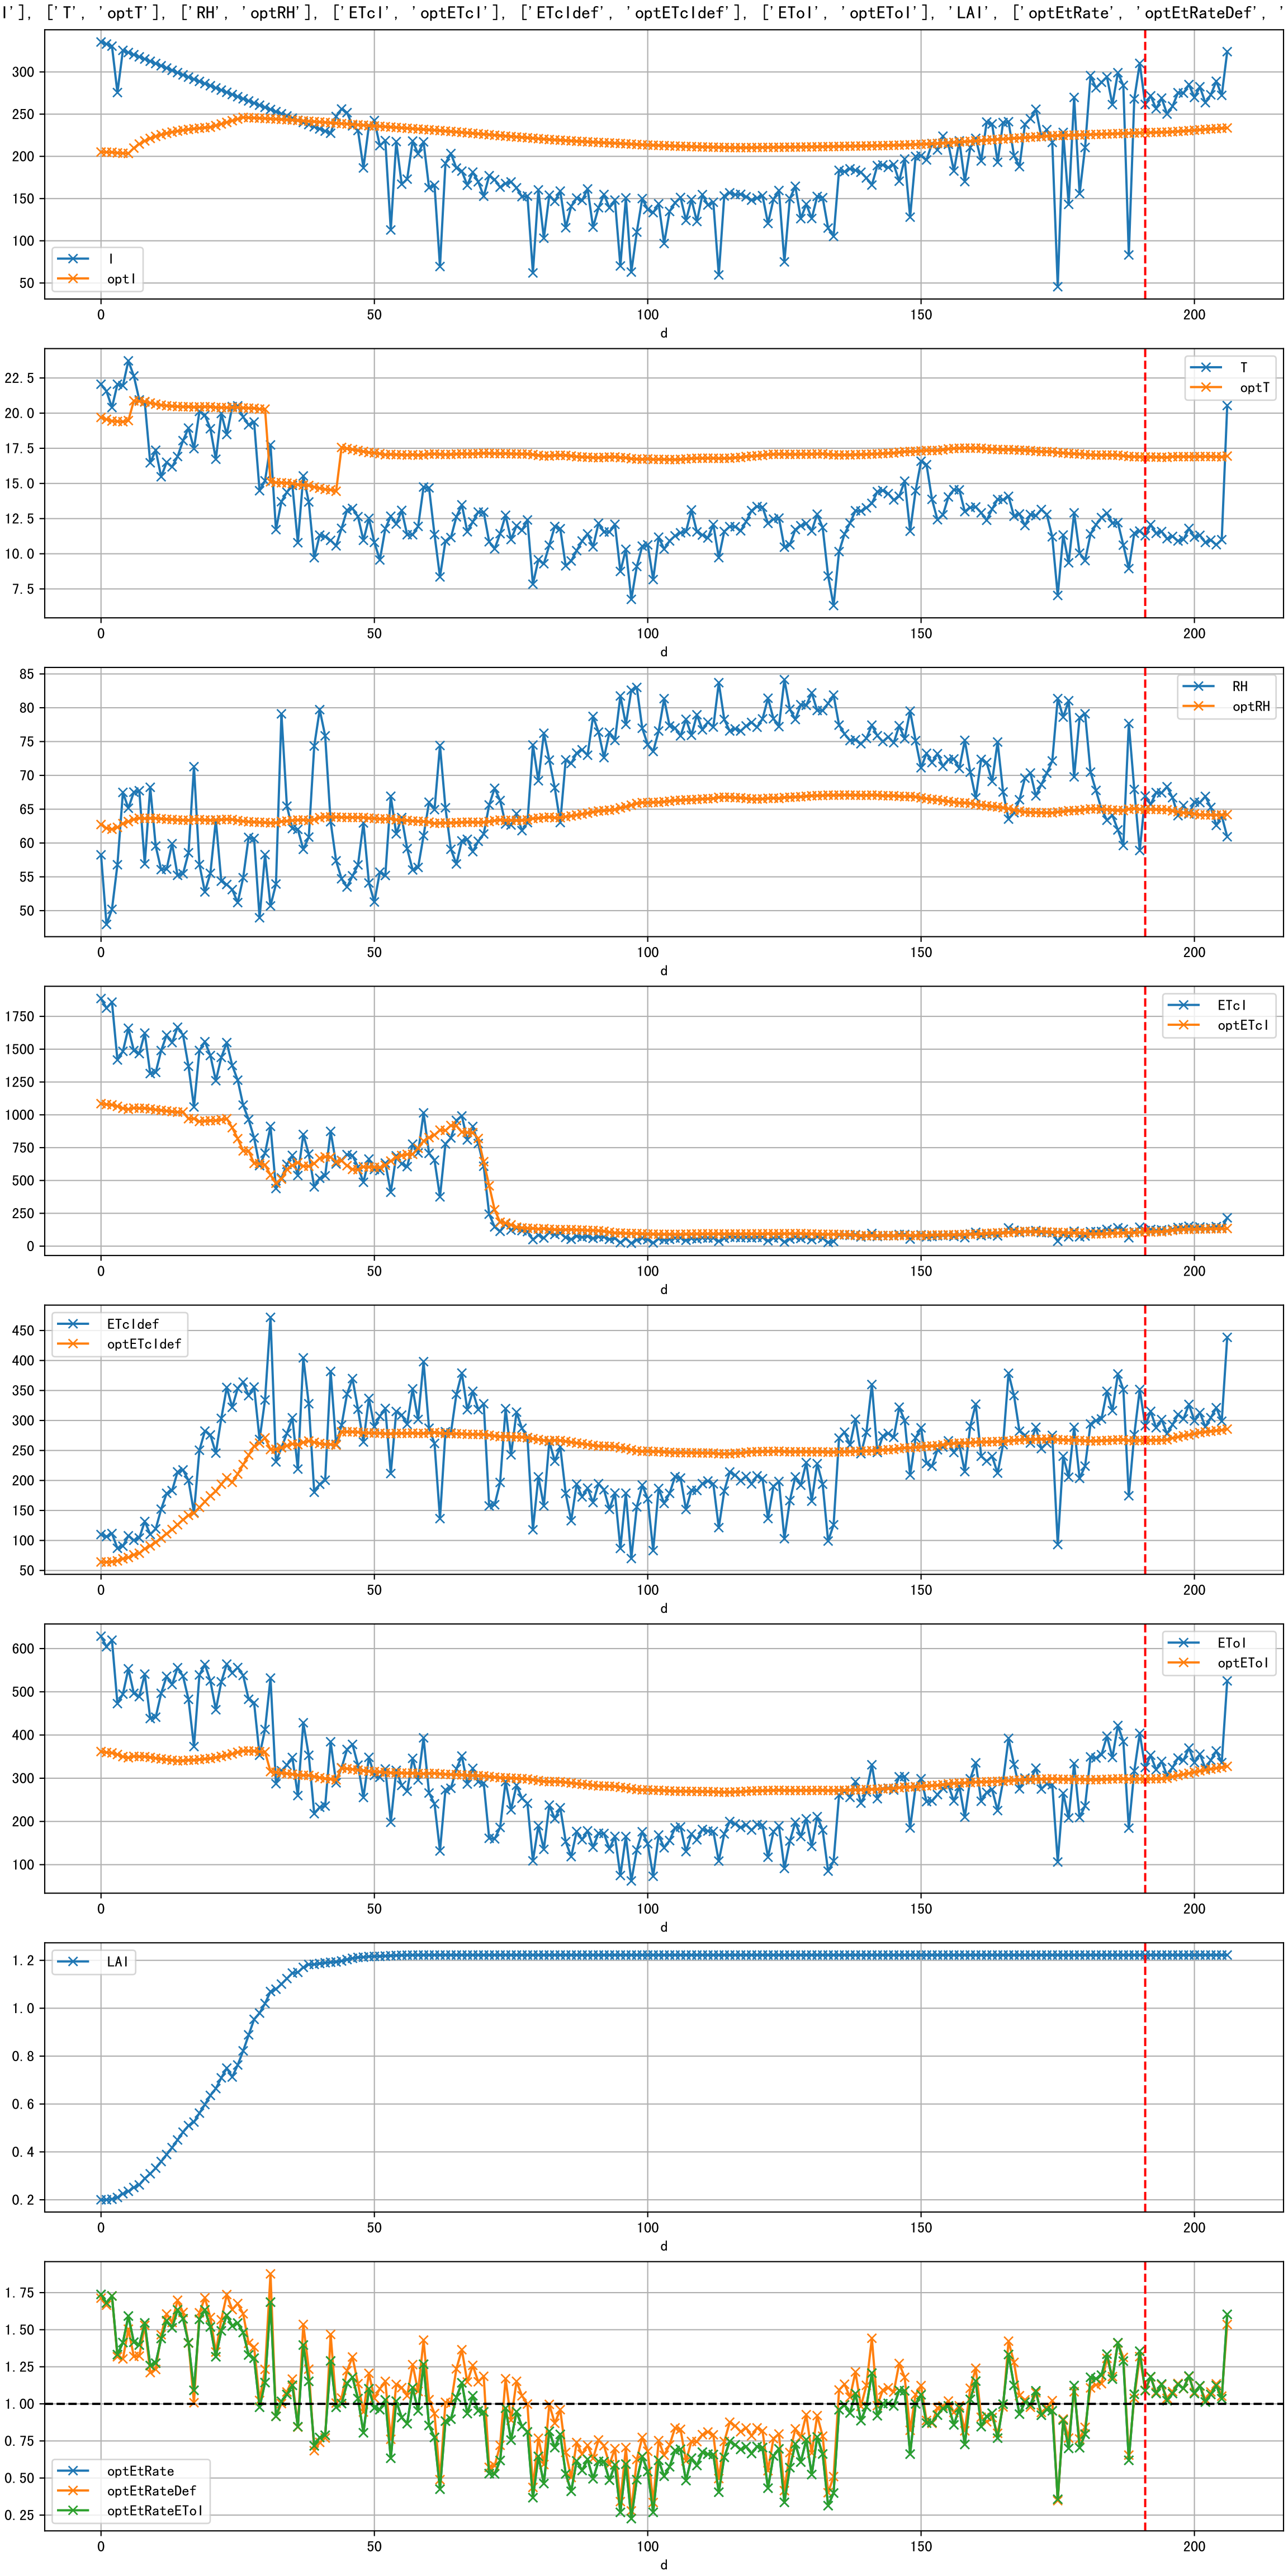 I'], ['T', 'optT'], ['RH', 'optRH'], ['ETcI', 'optETcI'], ['ETcIdef', 'optETcIdef'], ['EToI', 'optEToI'], 'LAI', ['optEtRate', 'optEtRateDef', '
300
250
200
150
100
50
I
optI
0 50 100 150 200
d
22.5
20.0
17.5
15.0
12.5
10.0
7.5
T
optT
0 50 100 150 200
d
85
80
75
70
65
60
55
50
RH
optRH
0 50 100 150 200
d
1750
1500
1250
1000
750
500
250
0
ETcI
optETcI
0 50 100 150 200
d
450
400
350
300
250
200
150
100
50
ETcIdef
optETcIdef
0 50 100 150 200
d
600
500
400
300
200
100
EToI
optEToI
0 50 100 150 200
d
1.2
1.0
0.8
0.6
0.4
0.2
LAI
0 50 100 150 200
d
1.75
1.50
1.25
1.00
0.75
0.50
0.25
optEtRate
optEtRateDef
optEtRateEToI
0 50 100 150 200
d